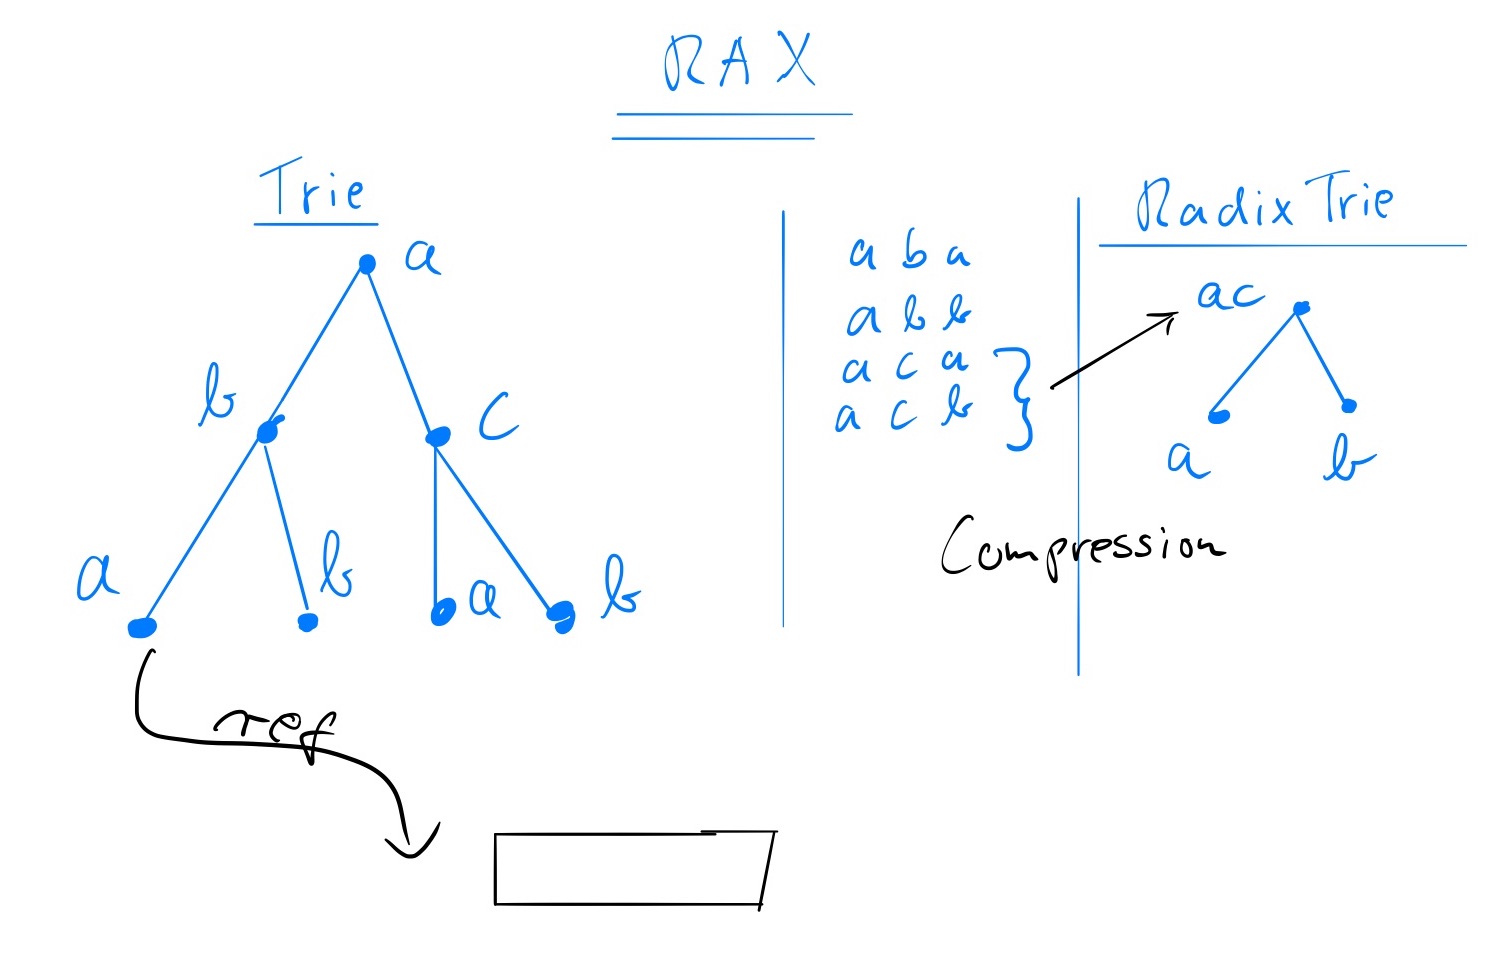 RAX
Trie
a
b
c
a
b
a
b
ref
a b a
a b b
a c a
a c b
Compression
Radix Trie
ac
a
b